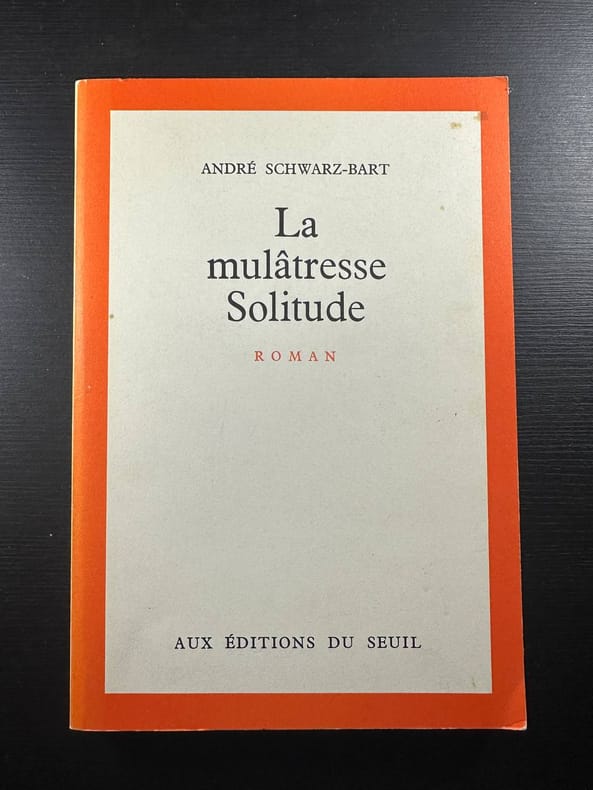 ANDRÉ SCHWARZ-BART
La
mulâtresse
Solitude
ROMAN
AUX ÉDITIONS DU SEUIL